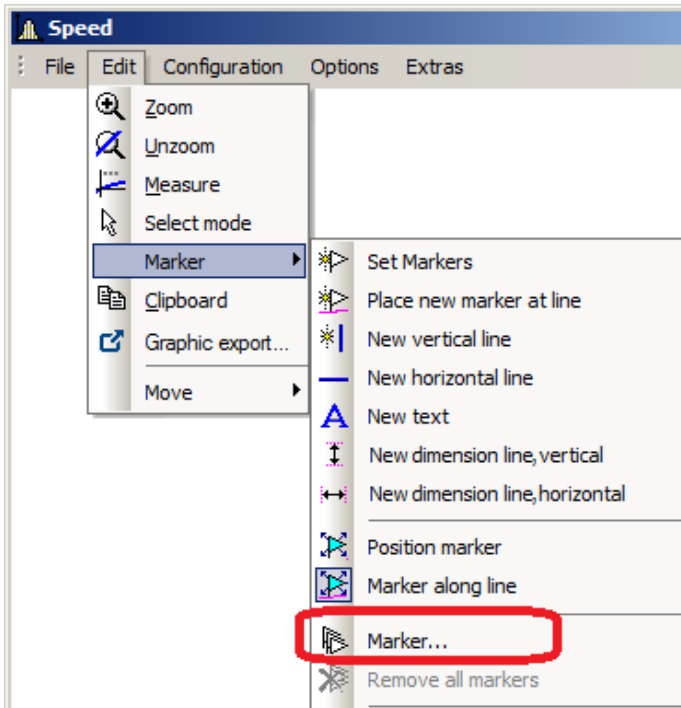 Speed
File Edit Configuration Options Extras
Zoom
Unzoom
Measure
Select mode
Marker
Clipboard
Graphic export...
Move
Set Markers
Place new marker at line
New vertical line
New horizontal line
New text
New dimension line,vertical
New dimension line,horizontal
Position marker
Marker along line
Marker...
Remove all markers